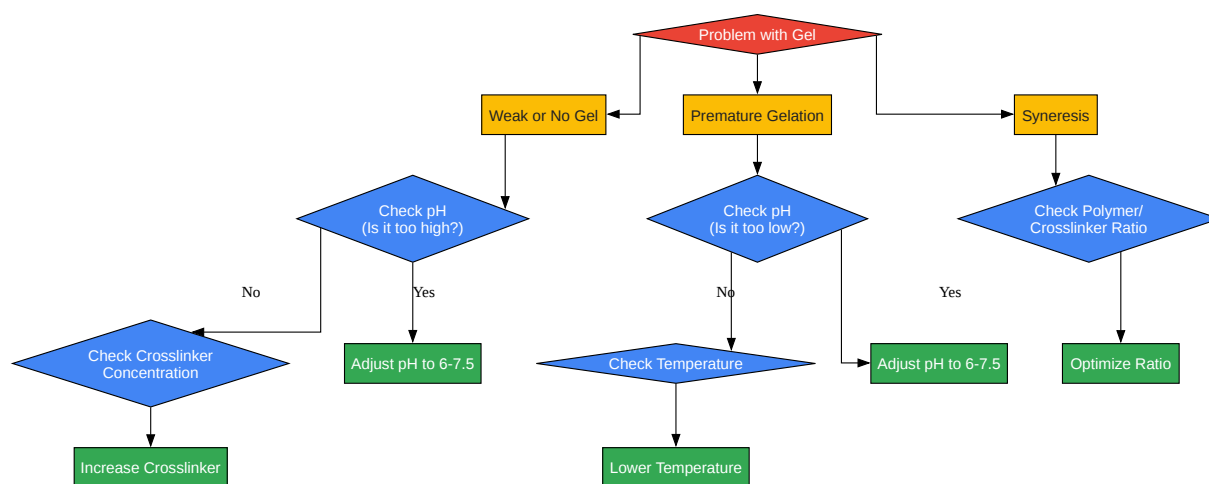 Problem with Gel
Weak or No Gel
Premature Gelation
Syneresis
Check pH
(Is it too high?)
Check pH
(Is it too low?)
Check Polymer/
Crosslinker Ratio
No
Yes
No
Yes
Check Crosslinker
Concentration
Adjust pH to 6-7.5
Check Temperature
Adjust pH to 6-7.5
Optimize Ratio
Increase Crosslinker
Lower Temperature